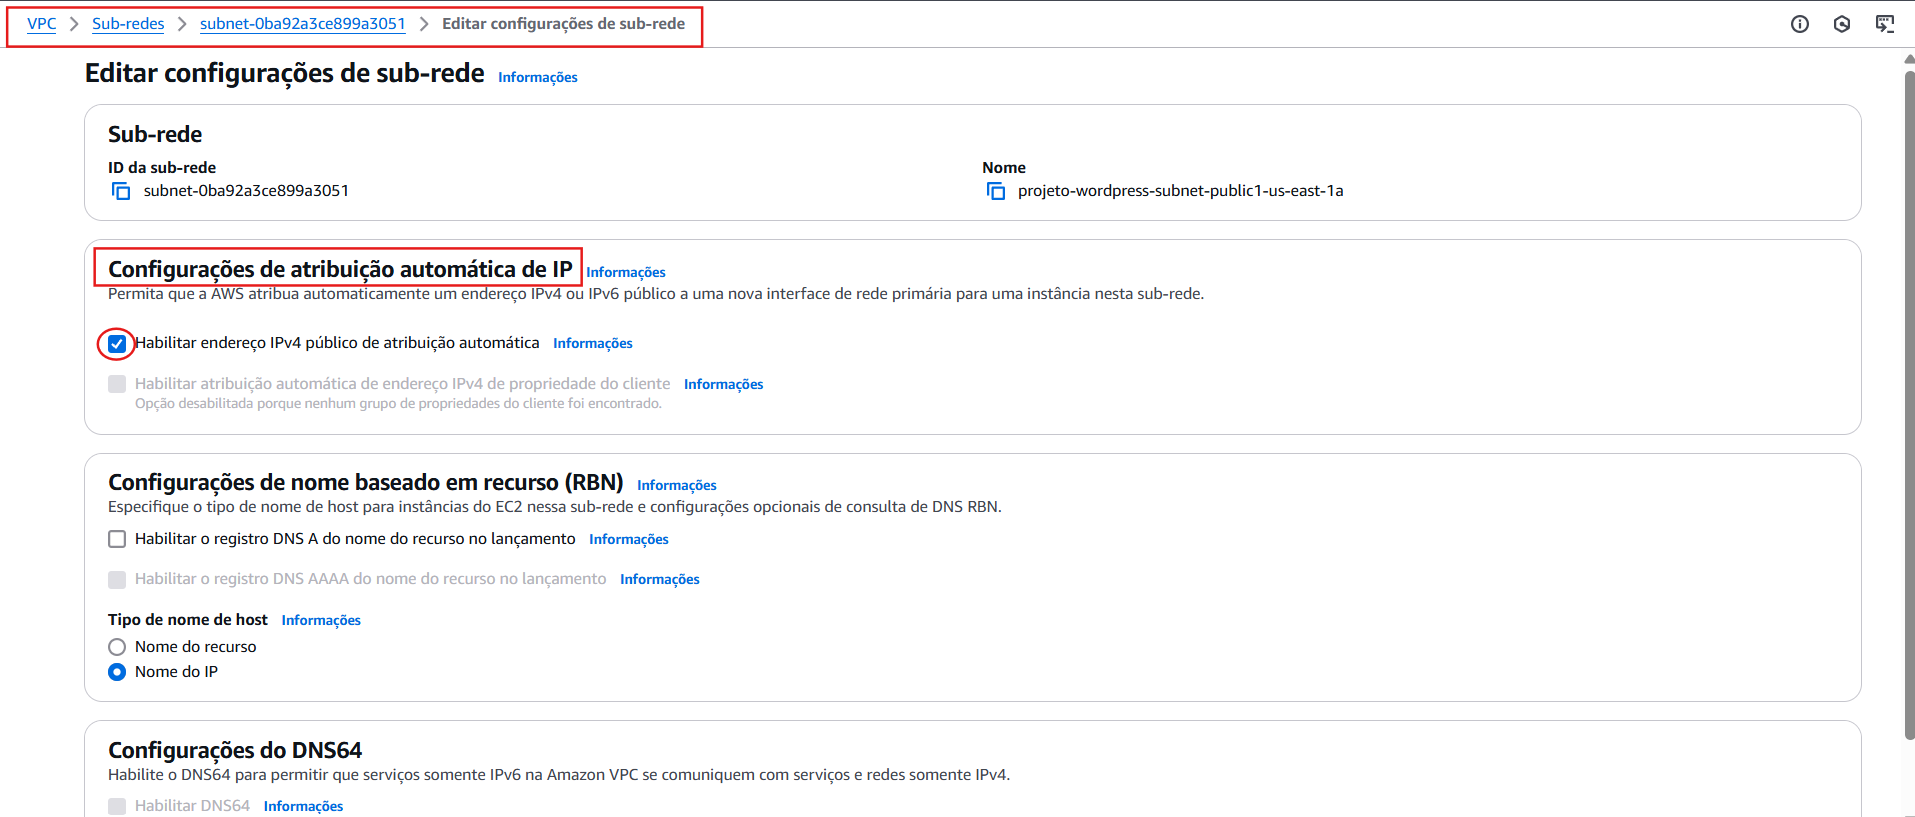 VPC > Sub-redes > subnet-0ba92a3ce899a3051 > Editar configurações de sub-rede
Editar configurações de sub-rede Informações
Sub-rede
ID da sub-rede Nome
subnet-0ba92a3ce899a3051 projeto-wordpress-subnet-public1-us-east-1a
Configurações de atribuição automática de IP Informações
Permita que a AWS atribua automaticamente um endereço IPv4 ou IPv6 público a uma nova interface de rede primária para uma instância nesta sub-rede.
Habilitar endereço IPv4 público de atribuição automática Informações
Habilitar atribuição automática de endereço IPv4 de propriedade do cliente Informações
Opção desabilitada porque nenhum grupo de propriedades do cliente foi encontrado.
Configurações de nome baseado em recurso (RBN) Informações
Especifique o tipo de nome de host para instâncias do EC2 nessa sub-rede e configurações opcionais de consulta de DNS RBN.
Habilitar o registro DNS A do nome do recurso no lançamento Informações
Habilitar o registro DNS AAAA do nome do recurso no lançamento Informações
Tipo de nome de host Informações
Nome do recurso
Nome do IP
Configurações do DNS64
Habilite o DNS64 para permitir que serviços somente IPv6 na Amazon VPC se comuniquem com serviços e redes somente IPv4.
Habilitar DNS64 Informações